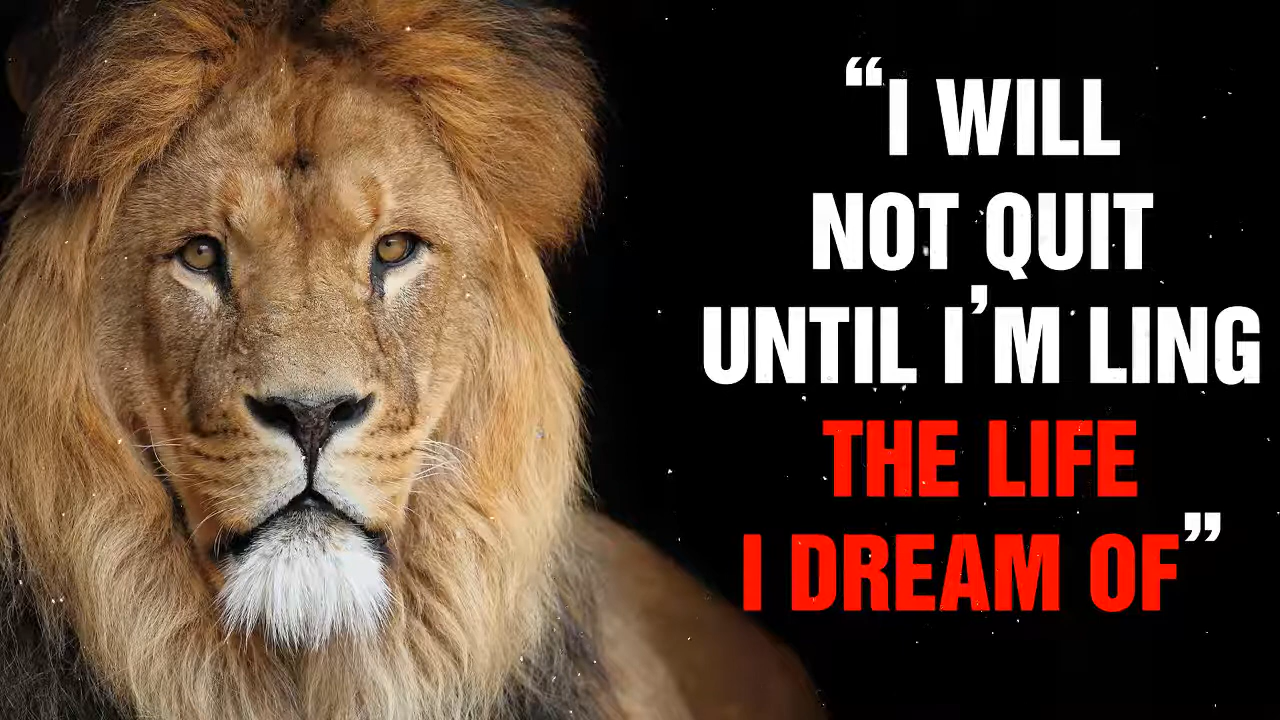 “I WILL
NOT QUIT
UNTIL I’M LING
THE LIFE
I DREAM OF”